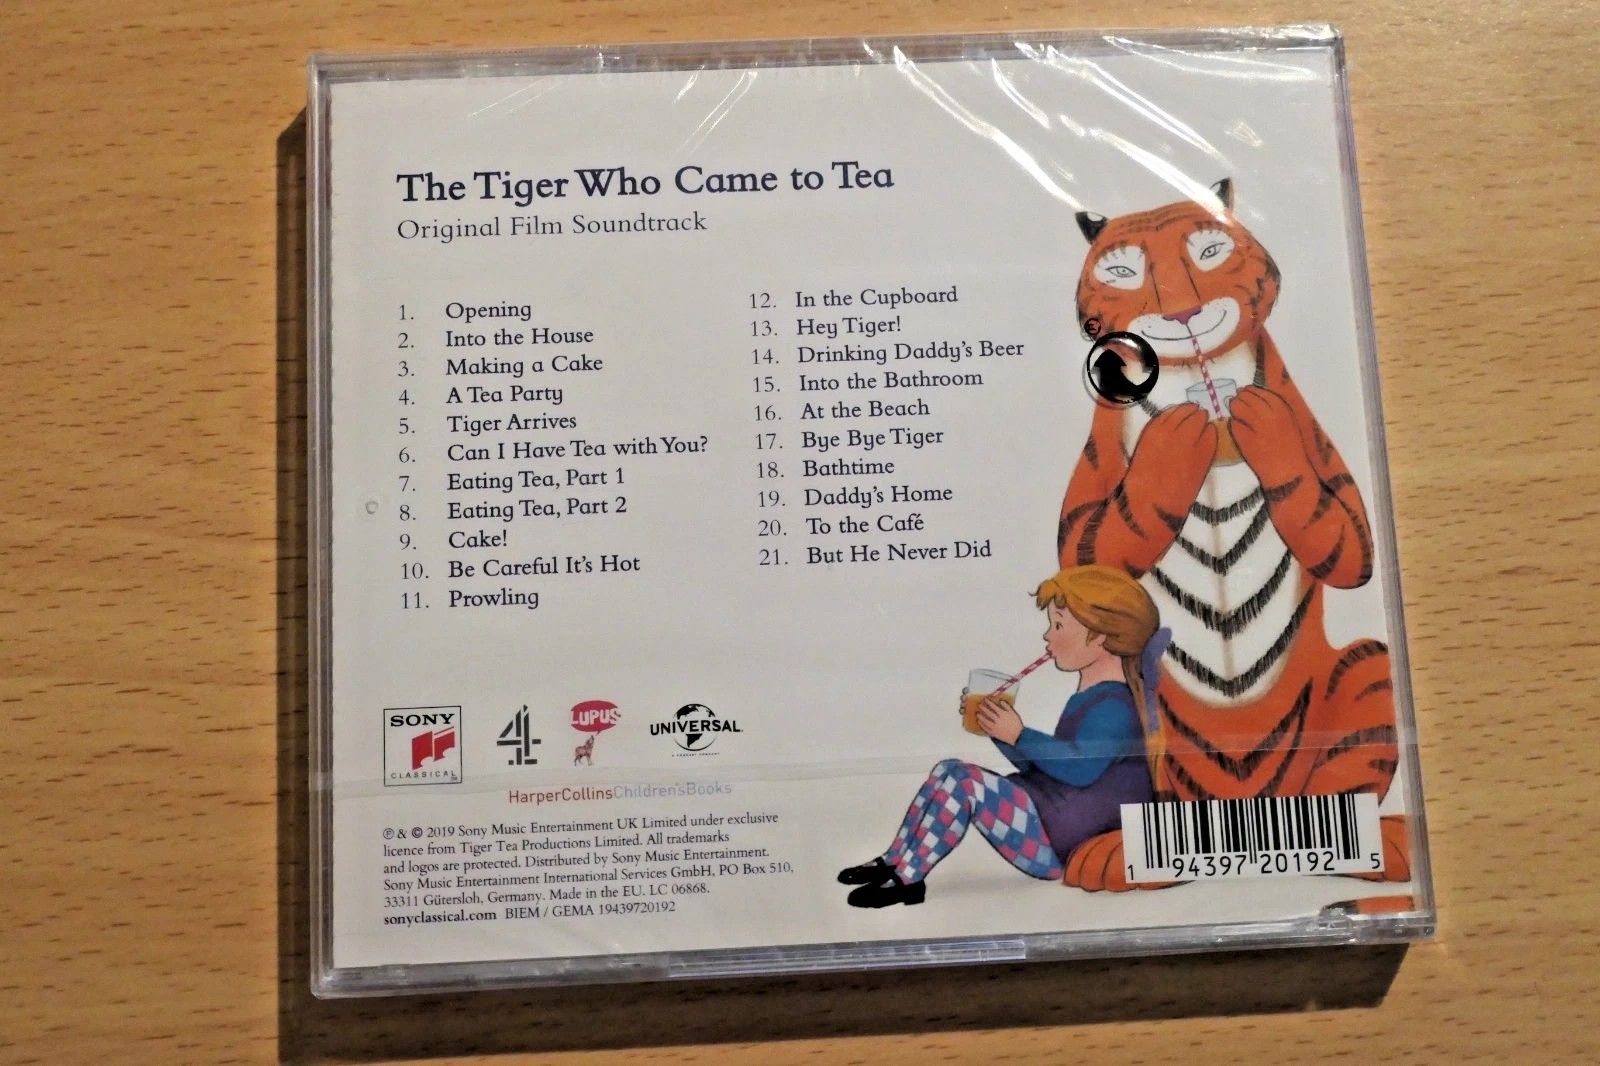 The Tiger Who Came to Tea
Original Film Soundtrack
1. Opening
2. Into the House
3. Making a Cake
4. A Tea Party
5. Tiger Arrives
6. Can I Have Tea with You?
7. Eating Tea, Part 1
8. Eating Tea, Part 2
9. Cake!
10. Be Careful It's Hot
11. Prowling
12. In the Cupboard
13. Hey Tiger!
14. Drinking Daddy's Beer
15. Into the Bathroom
16. At the Beach
17. Bye Bye Tiger
18. Bathtime
19. Daddy's Home
20. To the Café
21. But He Never Did
SONY
CLASSICAL
4
LUPUS
UNIVERSAL
HarperCollinsChildren'sBooks
℗ & © 2019 Sony Music Entertainment UK Limited under exclusive
licence from Tiger Tea Productions Limited. All trademarks
and logos are protected. Distributed by Sony Music Entertainment.
Sony Music Entertainment International Services GmbH, PO Box 510,
33311 Gütersloh, Germany. Made in the EU. LC 06868.
sonyclassical.com BIEM / GEMA 19439720192
1 94397 20192 5